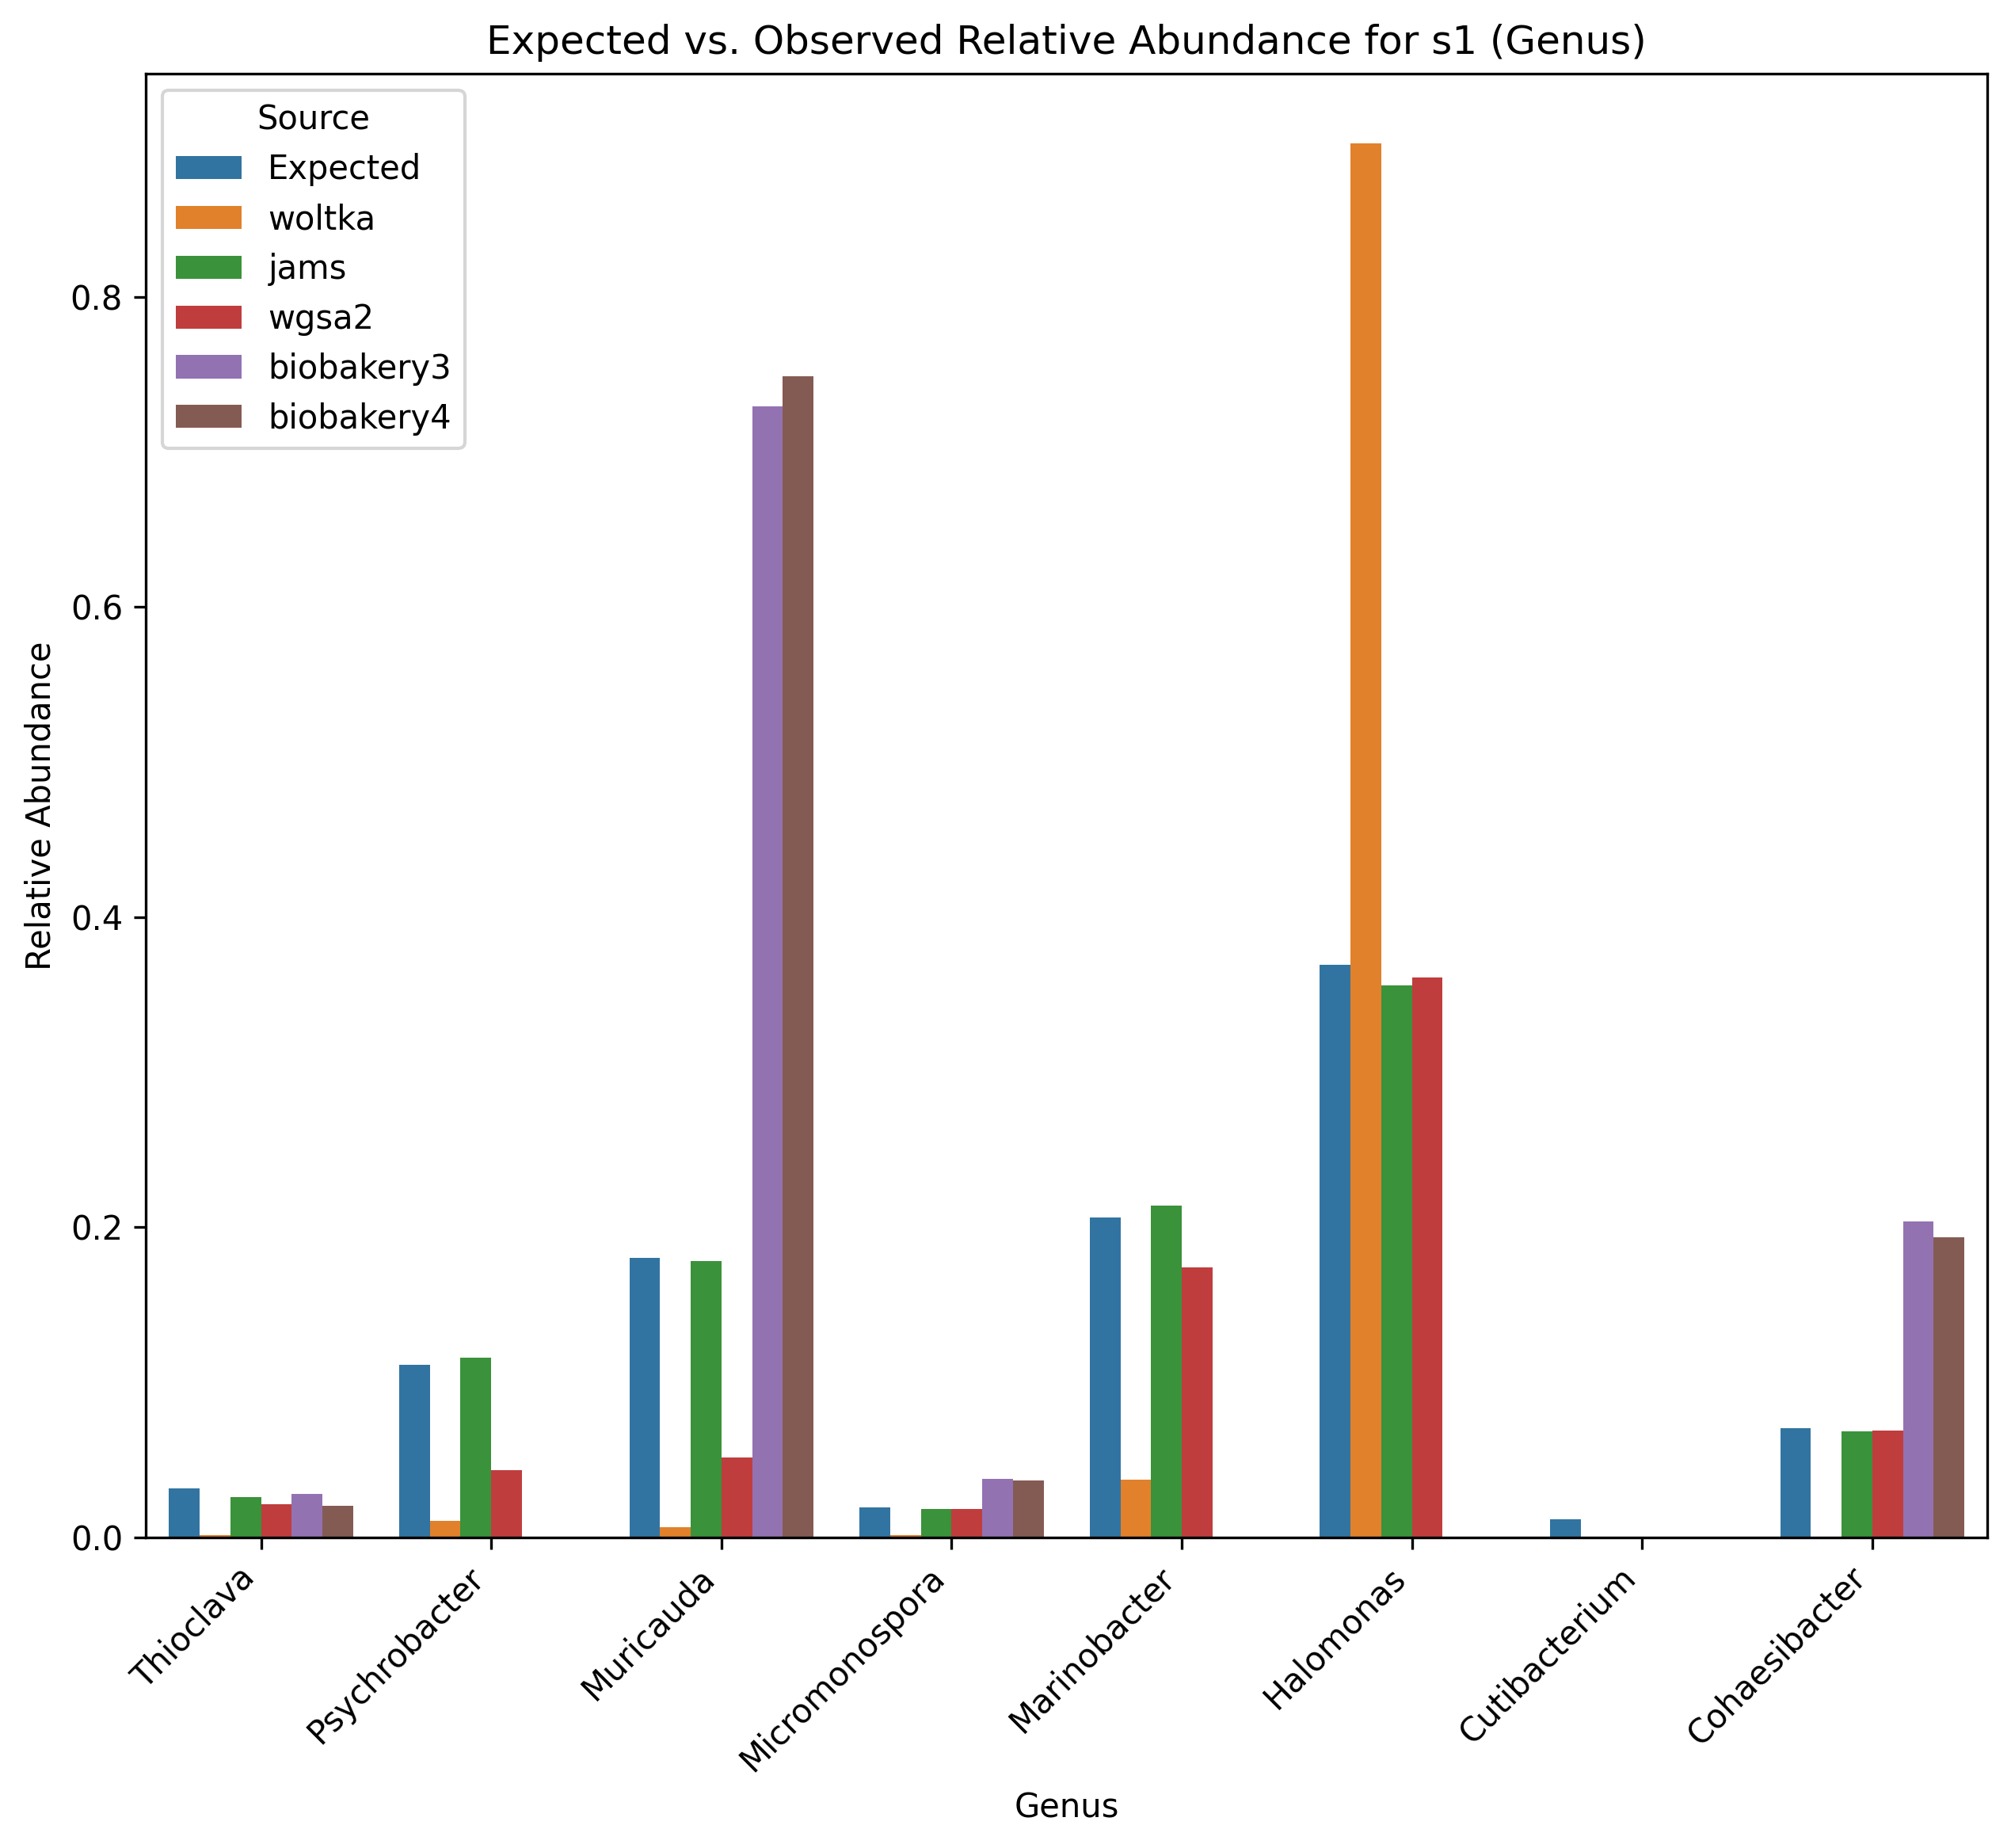 Expected vs. Observed Relative Abundance for s1 (Genus)
Source
Expected
woltka
jams
wgsa2
biobakery3
biobakery4
Relative Abundance
0.8
0.6
0.4
0.2
0.0
Thioclava
Psychrobacter
Muricauda
Micromonospora
Marinobacter
Halomonas
Cutibacterium
Cohaesibacter
Genus